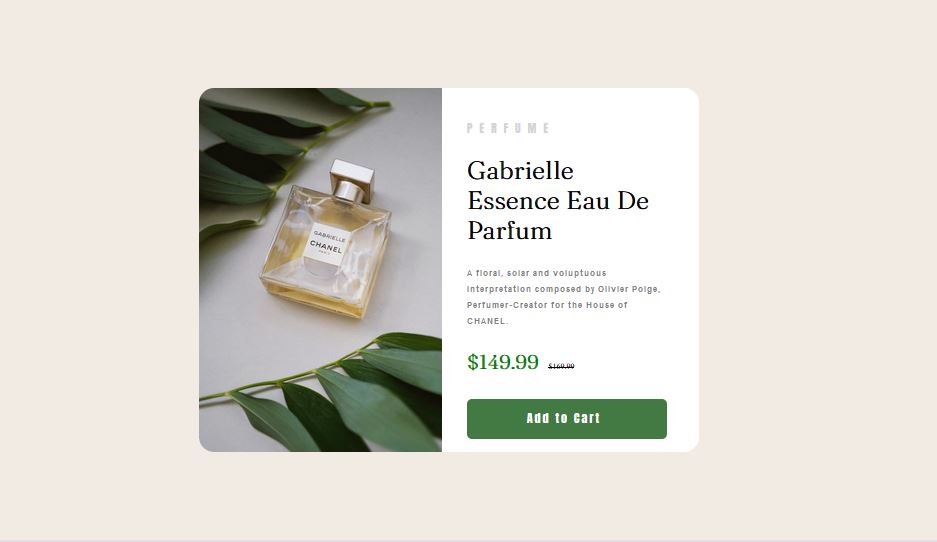 GABRIELLE
CHANEL
PARIS
PERFUME
Gabrielle
Essence Eau De
Parfum
A floral, solar and voluptuous
interpretation composed by Olivier Polge,
Perfumer-Creator for the House of
CHANEL.
$149.99 $169.99
Add to Cart